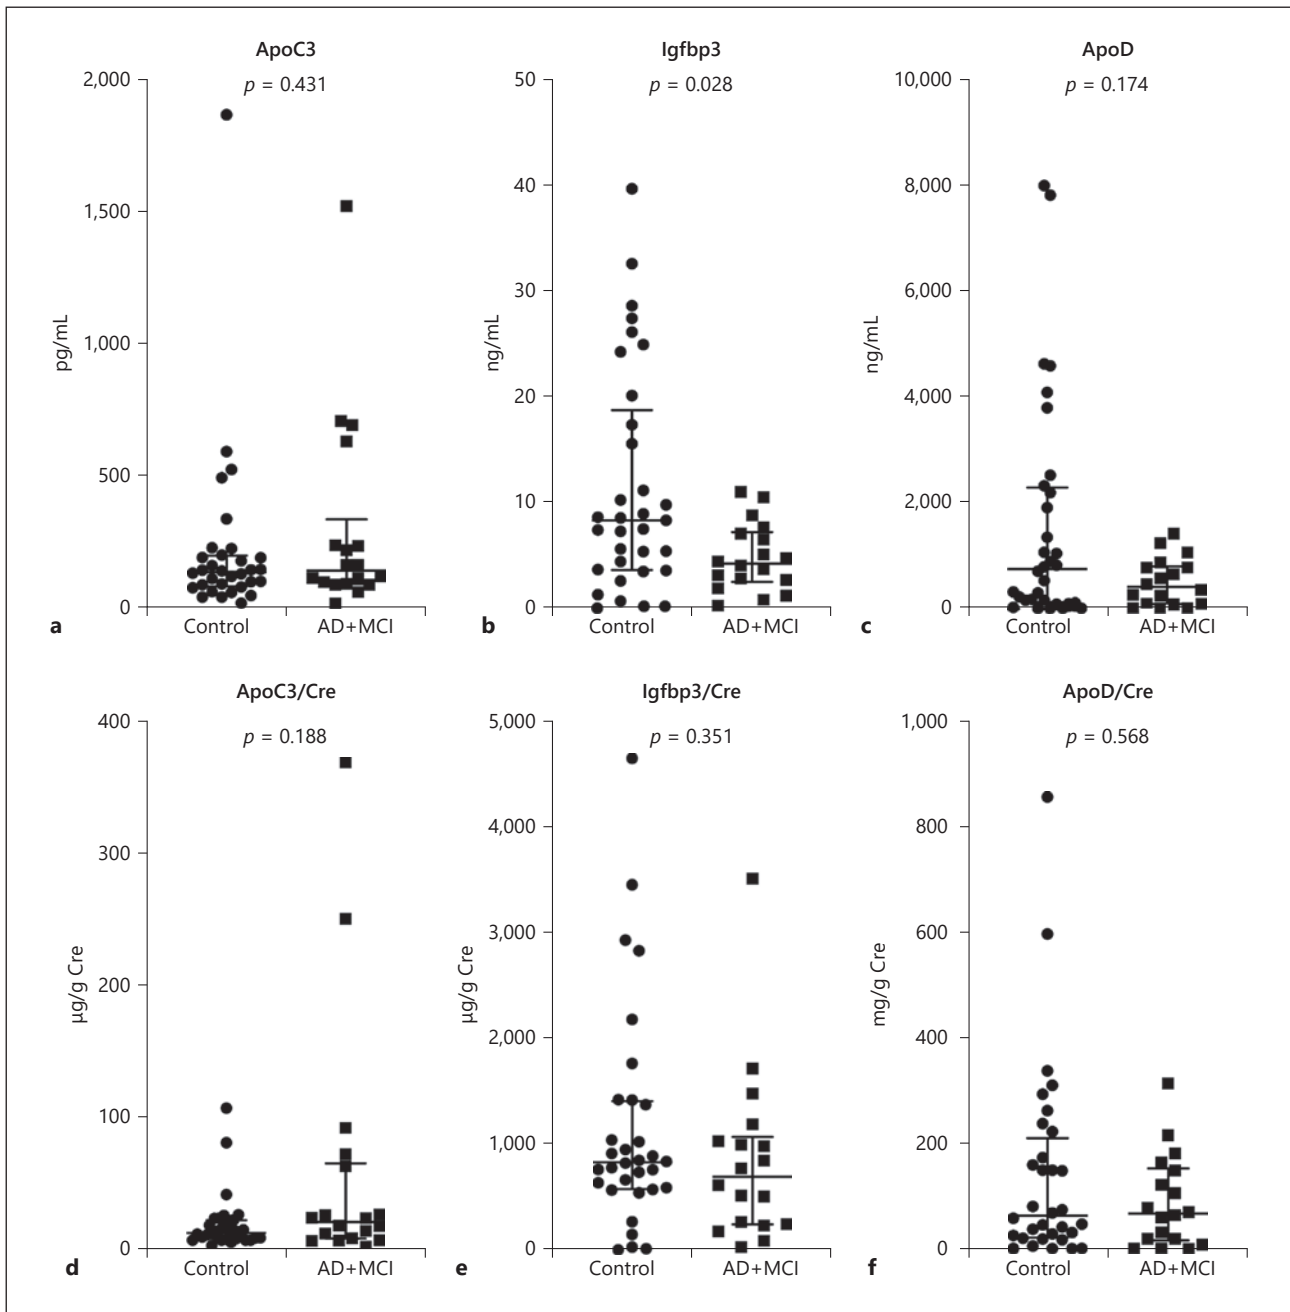 ApoC3
p = 0.431
2,000
1,500
1,000
500
0
pg/mL
Control
AD+MCI
a
Igfbp3
p = 0.028
50
40
30
20
10
0
ng/mL
Control
AD+MCI
b
ApoD
p = 0.174
10,000
8,000
6,000
4,000
2,000
0
ng/mL
Control
AD+MCI
c
ApoC3/Cre
p = 0.188
400
300
200
100
0
µg/g Cre
Control
AD+MCI
d
Igfbp3/Cre
p = 0.351
5,000
4,000
3,000
2,000
1,000
0
µg/g Cre
Control
AD+MCI
e
ApoD/Cre
p = 0.568
1,000
800
600
400
200
0
mg/g Cre
Control
AD+MCI
f